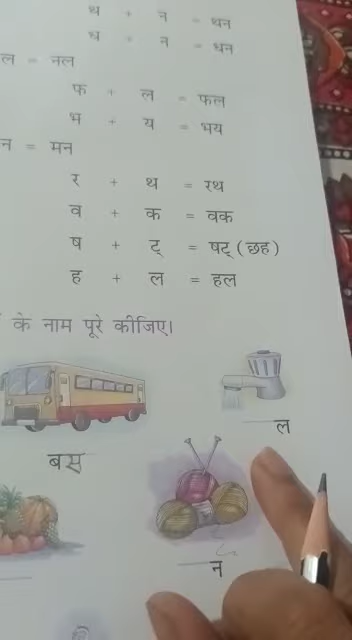 थ + न = थन
ध + न = धन
ल = नल
फ + ल = फल
भ + य = भय
न = मन
र + थ = रथ
व + क = वक
ष + ट् = षट् (छह)
ह + ल = हल
के नाम पूरे कीजिए।
ल
बस
न